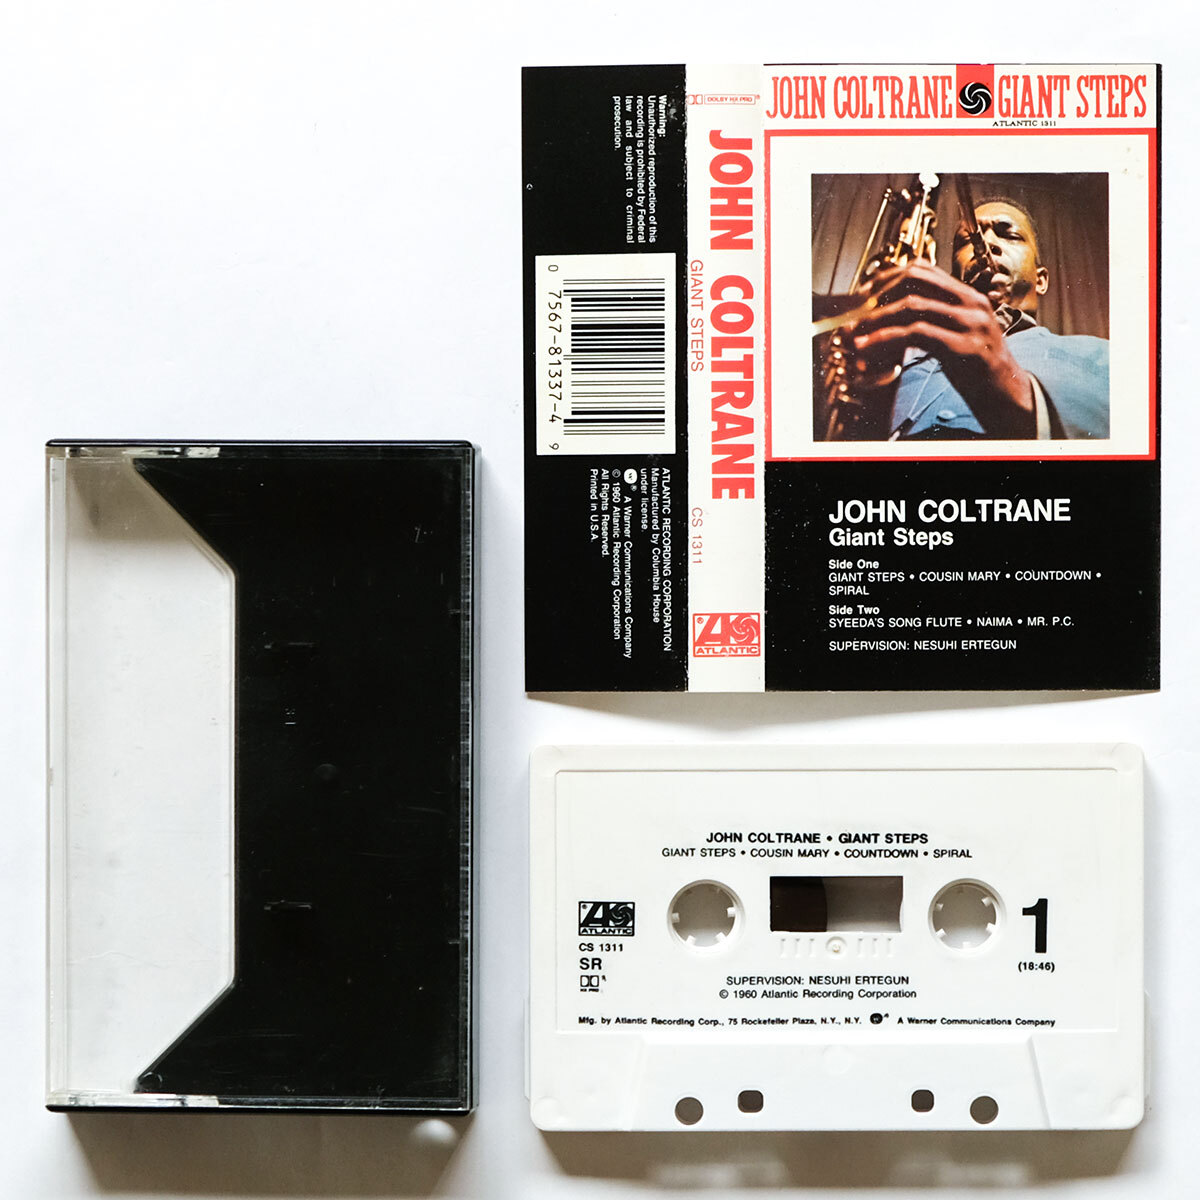 Warning:
Unauthorized reproduction of this
recording is prohibited by Federal
law and subject to criminal
prosecution.
0 7567-81337-4 9
ATLANTIC RECORDING CORPORATION
Manufactured by Columbia House
under license.
A Warner Communications Company
© 1960 Atlantic Recording Corporation
All Rights Reserved.
Printed in U.S.A.
DOLBY HX PRO
JOHN COLTRANE
GIANT STEPS
CS 1311
ATLANTIC
JOHN COLTRANE GIANT STEPS
ATLANTIC 1311
JOHN COLTRANE
Giant Steps
Side One
GIANT STEPS • COUSIN MARY • COUNTDOWN •
SPIRAL
Side Two
SYEEDA'S SONG FLUTE • NAIMA • MR. P.C.
SUPERVISION: NESUHI ERTEGUN
JOHN COLTRANE • GIANT STEPS
GIANT STEPS • COUSIN MARY • COUNTDOWN • SPIRAL
ATLANTIC
CS 1311
SR
HX PRO
1
(18:46)
SUPERVISION: NESUHI ERTEGUN
© 1960 Atlantic Recording Corporation
Mfg. by Atlantic Recording Corp., 75 Rockefeller Plaza, N.Y., N.Y. A Warner Communications Company